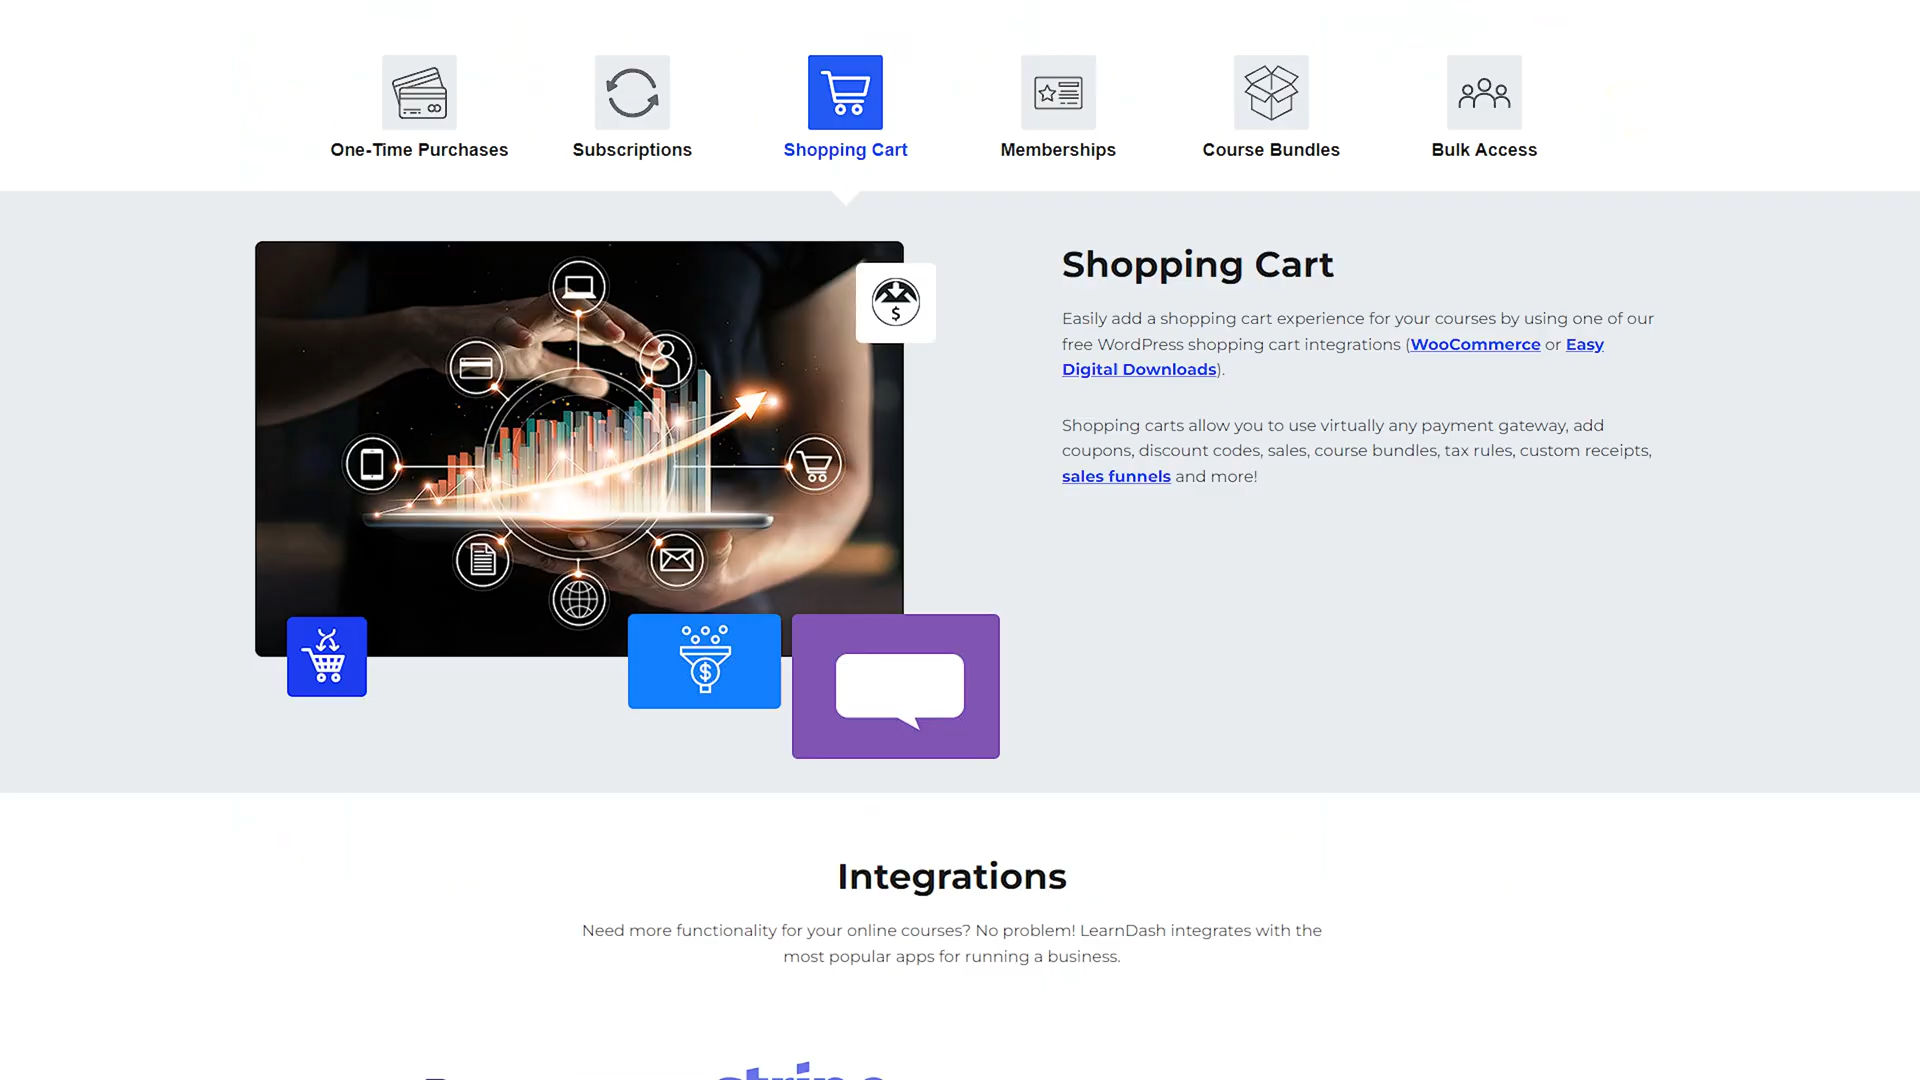 One-Time Purchases
Subscriptions
Shopping Cart
Memberships
Course Bundles
Bulk Access
Shopping Cart
Easily add a shopping cart experience for your courses by using one of our
free WordPress shopping cart integrations (WooCommerce or Easy
Digital Downloads).
Shopping carts allow you to use virtually any payment gateway, add
coupons, discount codes, sales, course bundles, tax rules, custom receipts,
sales funnels and more!
Integrations
Need more functionality for your online courses? No problem! LearnDash integrates with the
most popular apps for running a business.